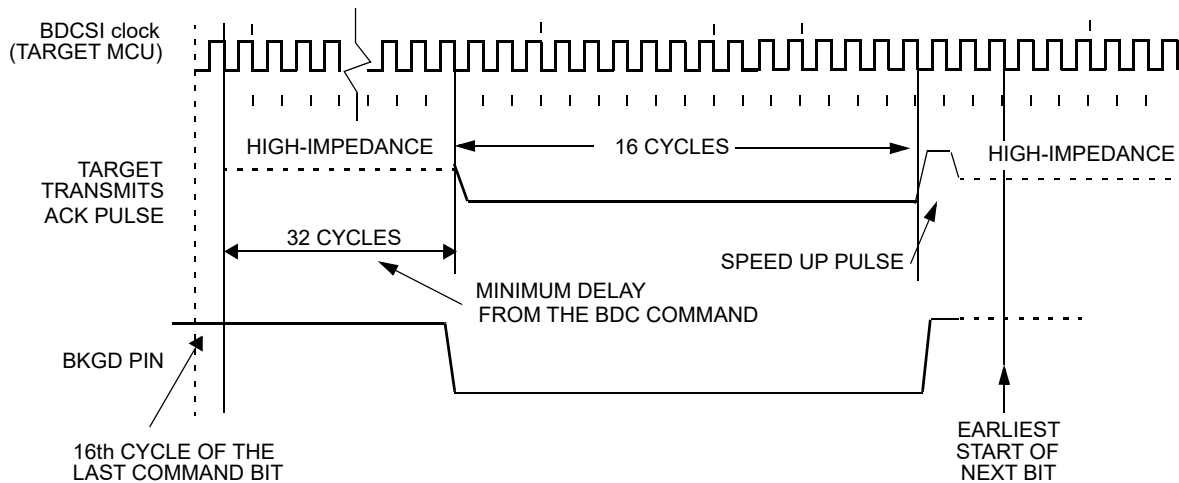 BDCSI clock
(TARGET MCU)
HIGH-IMPEDANCE
16 CYCLES
HIGH-IMPEDANCE
TARGET
TRANSMITS
ACK PULSE
32 CYCLES
SPEED UP PULSE
MINIMUM DELAY
FROM THE BDC COMMAND
BKGD PIN
16th CYCLE OF THE
LAST COMMAND BIT
EARLIEST
START OF
NEXT BIT